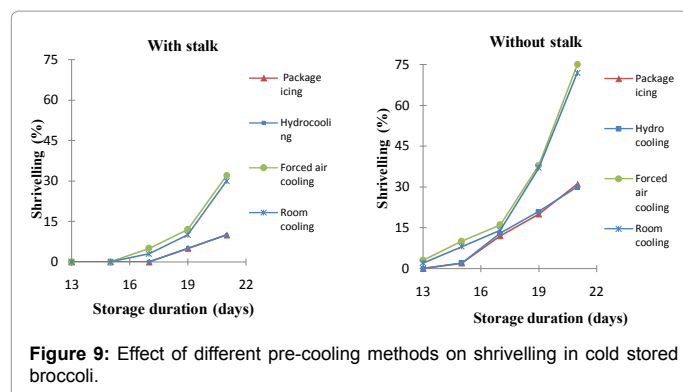 With stalk
75
60
45
30
15
0
Shrivelling (%)
13
16
19
22
Storage duration (days)
Package
icing
Hydrocooli
ng
Forced air
cooling
Room
cooling
Without stalk
75
60
45
30
15
0
Shrivelling (%)
13
16
19
22
Storage duration (days)
Package
icing
Hydro
cooling
Forced
air
cooling
Room
cooling
Figure 9: Effect of different pre-cooling methods on shrivelling in cold stored
broccoli.